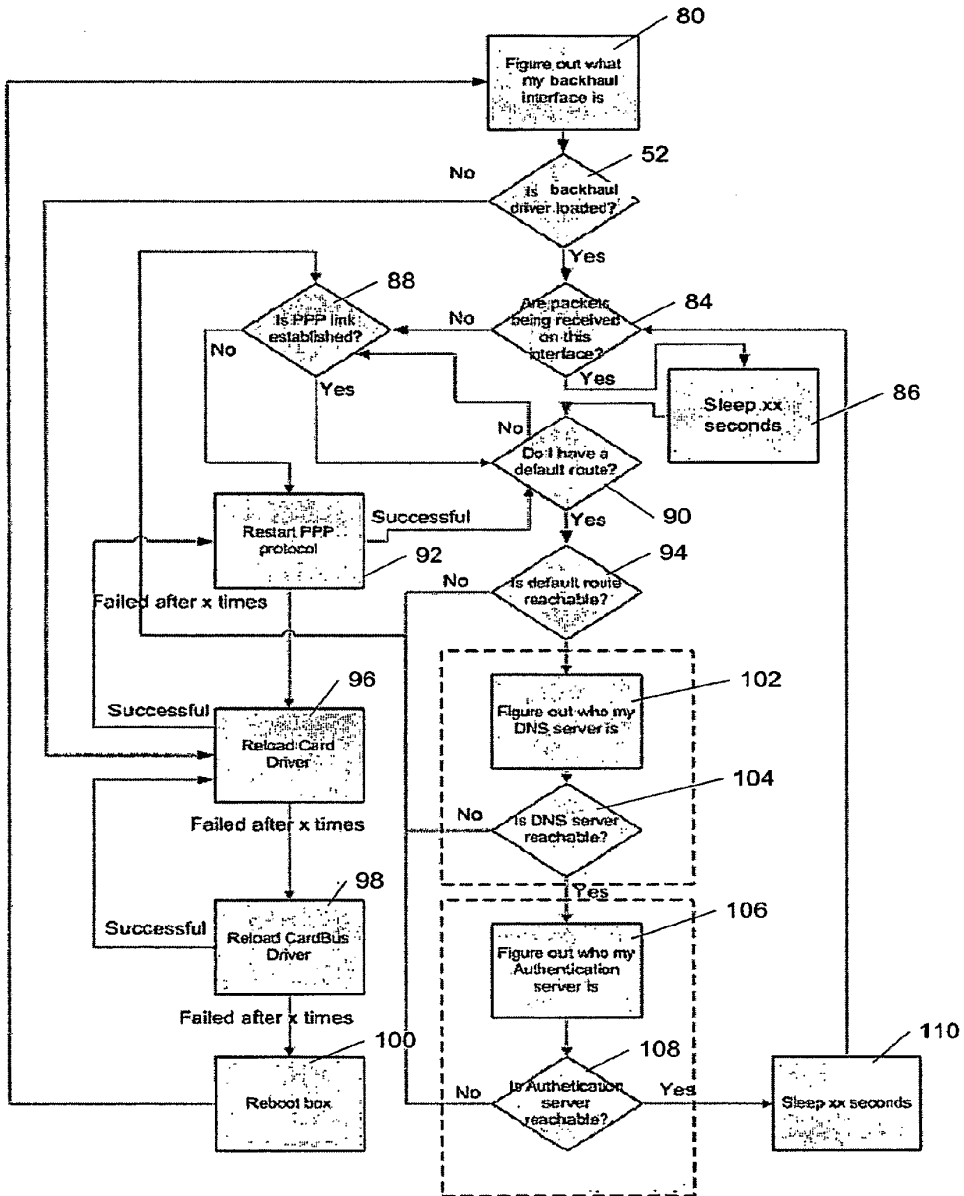 80
Figure out what
my backhaul
interface is
52
No
Is backhaul
driver loaded?
Yes
88
84
Are packets
being received
on this
interface?
No
Is PPP link
established?
No
Yes
Yes
Sleep xx
seconds
86
No
Do I have a
default route?
90
Restart PPP
protocol
Successful
92
Yes
94
No
Is default route
reachable?
Failed after x times
102
Figure out who my
DNS server is
96
Successful
Reload Card
Driver
104
No
Is DNS server
reachable?
Failed after x times
Yes
98
106
Successful
Reload CardBus
Driver
Figure out who my
Authentication
server is
Failed after x times
100
108
110
Reboot box
No
Is Authetication
server
reachable?
Yes
Sleep xx seconds